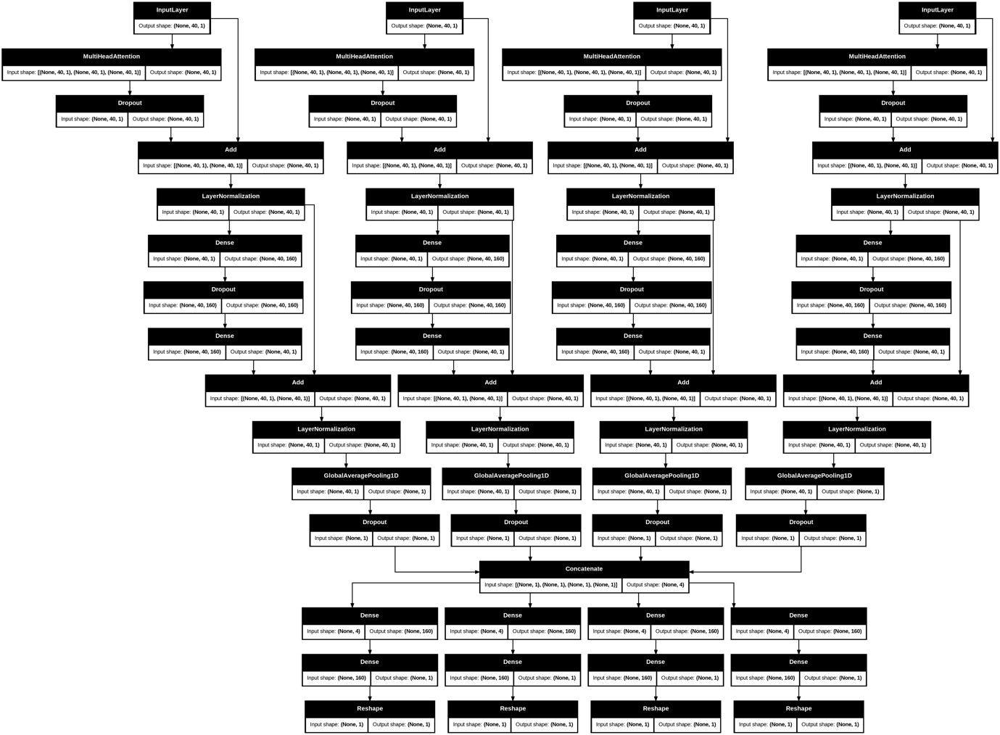 InputLayer InputLayer InputLayer InputLayer
Output shape: (None, 40, 1) Output shape: (None, 40, 1) Output shape: (None, 40, 1) Output shape: (None, 40, 1)
MultiHeadAttention MultiHeadAttention MultiHeadAttention MultiHeadAttention
Input shape: [(None, 40, 1), (None, 40, 1), (None, 40, 1)] Output shape: (None, 40, 1) Input shape: [(None, 40, 1), (None, 40, 1), (None, 40, 1)] Output shape: (None, 40, 1) Input shape: [(None, 40, 1), (None, 40, 1), (None, 40, 1)] Output shape: (None, 40, 1) Input shape: [(None, 40, 1), (None, 40, 1), (None, 40, 1)] Output shape: (None, 40, 1)
Dropout Dropout Dropout Dropout
Input shape: (None, 40, 1) Output shape: (None, 40, 1) Input shape: (None, 40, 1) Output shape: (None, 40, 1) Input shape: (None, 40, 1) Output shape: (None, 40, 1) Input shape: (None, 40, 1) Output shape: (None, 40, 1)
Add Add Add Add
Input shape: [(None, 40, 1), (None, 40, 1)] Output shape: (None, 40, 1) Input shape: [(None, 40, 1), (None, 40, 1)] Output shape: (None, 40, 1) Input shape: [(None, 40, 1), (None, 40, 1)] Output shape: (None, 40, 1) Input shape: [(None, 40, 1), (None, 40, 1)] Output shape: (None, 40, 1)
LayerNormalization LayerNormalization LayerNormalization LayerNormalization
Input shape: (None, 40, 1) Output shape: (None, 40, 1) Input shape: (None, 40, 1) Output shape: (None, 40, 1) Input shape: (None, 40, 1) Output shape: (None, 40, 1) Input shape: (None, 40, 1) Output shape: (None, 40, 1)
Dense Dense Dense Dense
Input shape: (None, 40, 1) Output shape: (None, 40, 160) Input shape: (None, 40, 1) Output shape: (None, 40, 160) Input shape: (None, 40, 1) Output shape: (None, 40, 160) Input shape: (None, 40, 1) Output shape: (None, 40, 160)
Dropout Dropout Dropout Dropout
Input shape: (None, 40, 160) Output shape: (None, 40, 160) Input shape: (None, 40, 160) Output shape: (None, 40, 160) Input shape: (None, 40, 160) Output shape: (None, 40, 160) Input shape: (None, 40, 160) Output shape: (None, 40, 160)
Dense Dense Dense Dense
Input shape: (None, 40, 160) Output shape: (None, 40, 1) Input shape: (None, 40, 160) Output shape: (None, 40, 1) Input shape: (None, 40, 160) Output shape: (None, 40, 1) Input shape: (None, 40, 160) Output shape: (None, 40, 1)
Add Add Add Add
Input shape: [(None, 40, 1), (None, 40, 1)] Output shape: (None, 40, 1) Input shape: [(None, 40, 1), (None, 40, 1)] Output shape: (None, 40, 1) Input shape: [(None, 40, 1), (None, 40, 1)] Output shape: (None, 40, 1) Input shape: [(None, 40, 1), (None, 40, 1)] Output shape: (None, 40, 1)
LayerNormalization LayerNormalization LayerNormalization LayerNormalization
Input shape: (None, 40, 1) Output shape: (None, 40, 1) Input shape: (None, 40, 1) Output shape: (None, 40, 1) Input shape: (None, 40, 1) Output shape: (None, 40, 1) Input shape: (None, 40, 1) Output shape: (None, 40, 1)
GlobalAveragePooling1D GlobalAveragePooling1D GlobalAveragePooling1D GlobalAveragePooling1D
Input shape: (None, 40, 1) Output shape: (None, 1) Input shape: (None, 40, 1) Output shape: (None, 1) Input shape: (None, 40, 1) Output shape: (None, 1) Input shape: (None, 40, 1) Output shape: (None, 1)
Dropout Dropout Dropout Dropout
Input shape: (None, 1) Output shape: (None, 1) Input shape: (None, 1) Output shape: (None, 1) Input shape: (None, 1) Output shape: (None, 1) Input shape: (None, 1) Output shape: (None, 1)
Concatenate
Input shape: [(None, 1), (None, 1), (None, 1), (None, 1)] Output shape: (None, 4)
Dense Dense Dense Dense
Input shape: (None, 4) Output shape: (None, 160) Input shape: (None, 4) Output shape: (None, 160) Input shape: (None, 4) Output shape: (None, 160) Input shape: (None, 4) Output shape: (None, 160)
Dense Dense Dense Dense
Input shape: (None, 160) Output shape: (None, 1) Input shape: (None, 160) Output shape: (None, 1) Input shape: (None, 160) Output shape: (None, 1) Input shape: (None, 160) Output shape: (None, 1)
Reshape Reshape Reshape Reshape
Input shape: (None, 1) Output shape: (None, 1) Input shape: (None, 1) Output shape: (None, 1) Input shape: (None, 1) Output shape: (None, 1) Input shape: (None, 1) Output shape: (None, 1)